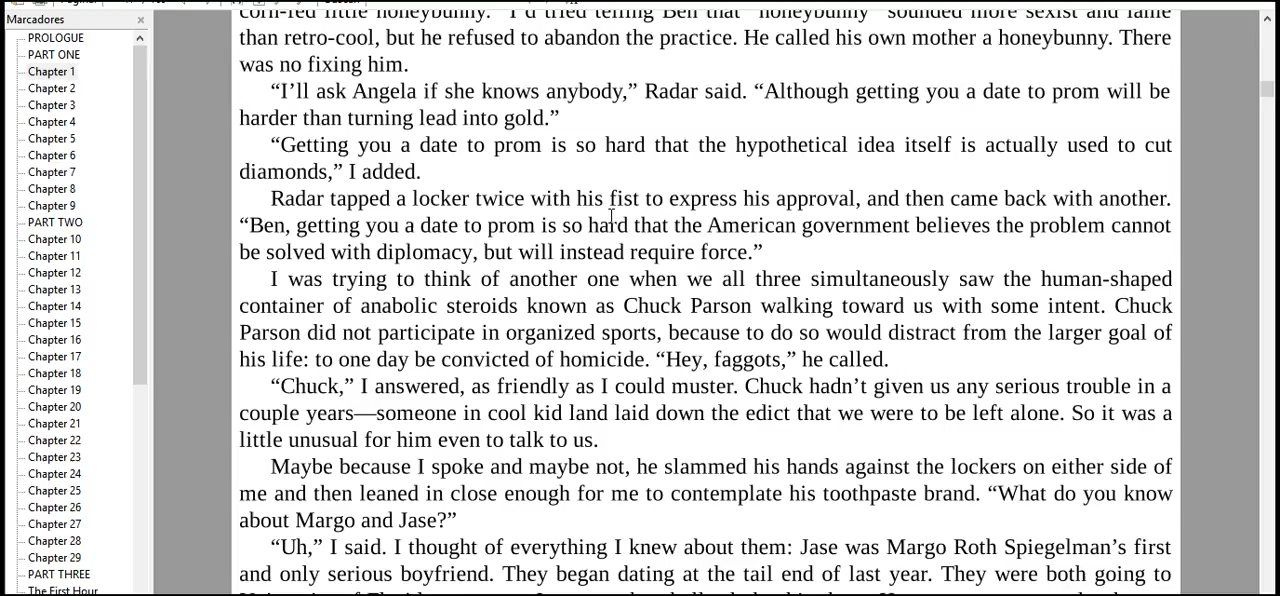 Marcadores
PROLOGUE
PART ONE
Chapter 1
Chapter 2
Chapter 3
Chapter 4
Chapter 5
Chapter 6
Chapter 7
Chapter 8
Chapter 9
PART TWO
Chapter 10
Chapter 11
Chapter 12
Chapter 13
Chapter 14
Chapter 15
Chapter 16
Chapter 17
Chapter 18
Chapter 19
Chapter 20
Chapter 21
Chapter 22
Chapter 23
Chapter 24
Chapter 25
Chapter 26
Chapter 27
Chapter 28
Chapter 29
PART THREE
The First Hour
corn-fed little honeybunny.” I’d tried telling Ben that “honeybunny” sounded more sexist and lame
than retro-cool, but he refused to abandon the practice. He called his own mother a honeybunny. There
was no fixing him.
“I’ll ask Angela if she knows anybody,” Radar said. “Although getting you a date to prom will be
harder than turning lead into gold.”
“Getting you a date to prom is so hard that the hypothetical idea itself is actually used to cut
diamonds,” I added.
Radar tapped a locker twice with his fist to express his approval, and then came back with another.
“Ben, getting you a date to prom is so hard that the American government believes the problem cannot
be solved with diplomacy, but will instead require force.”
I was trying to think of another one when we all three simultaneously saw the human-shaped
container of anabolic steroids known as Chuck Parson walking toward us with some intent. Chuck
Parson did not participate in organized sports, because to do so would distract from the larger goal of
his life: to one day be convicted of homicide. “Hey, faggots,” he called.
“Chuck,” I answered, as friendly as I could muster. Chuck hadn’t given us any serious trouble in a
couple years—someone in cool kid land laid down the edict that we were to be left alone. So it was a
little unusual for him even to talk to us.
Maybe because I spoke and maybe not, he slammed his hands against the lockers on either side of
me and then leaned in close enough for me to contemplate his toothpaste brand. “What do you know
about Margo and Jase?”
“Uh,” I said. I thought of everything I knew about them: Jase was Margo Roth Spiegelman’s first
and only serious boyfriend. They began dating at the tail end of last year. They were both going to